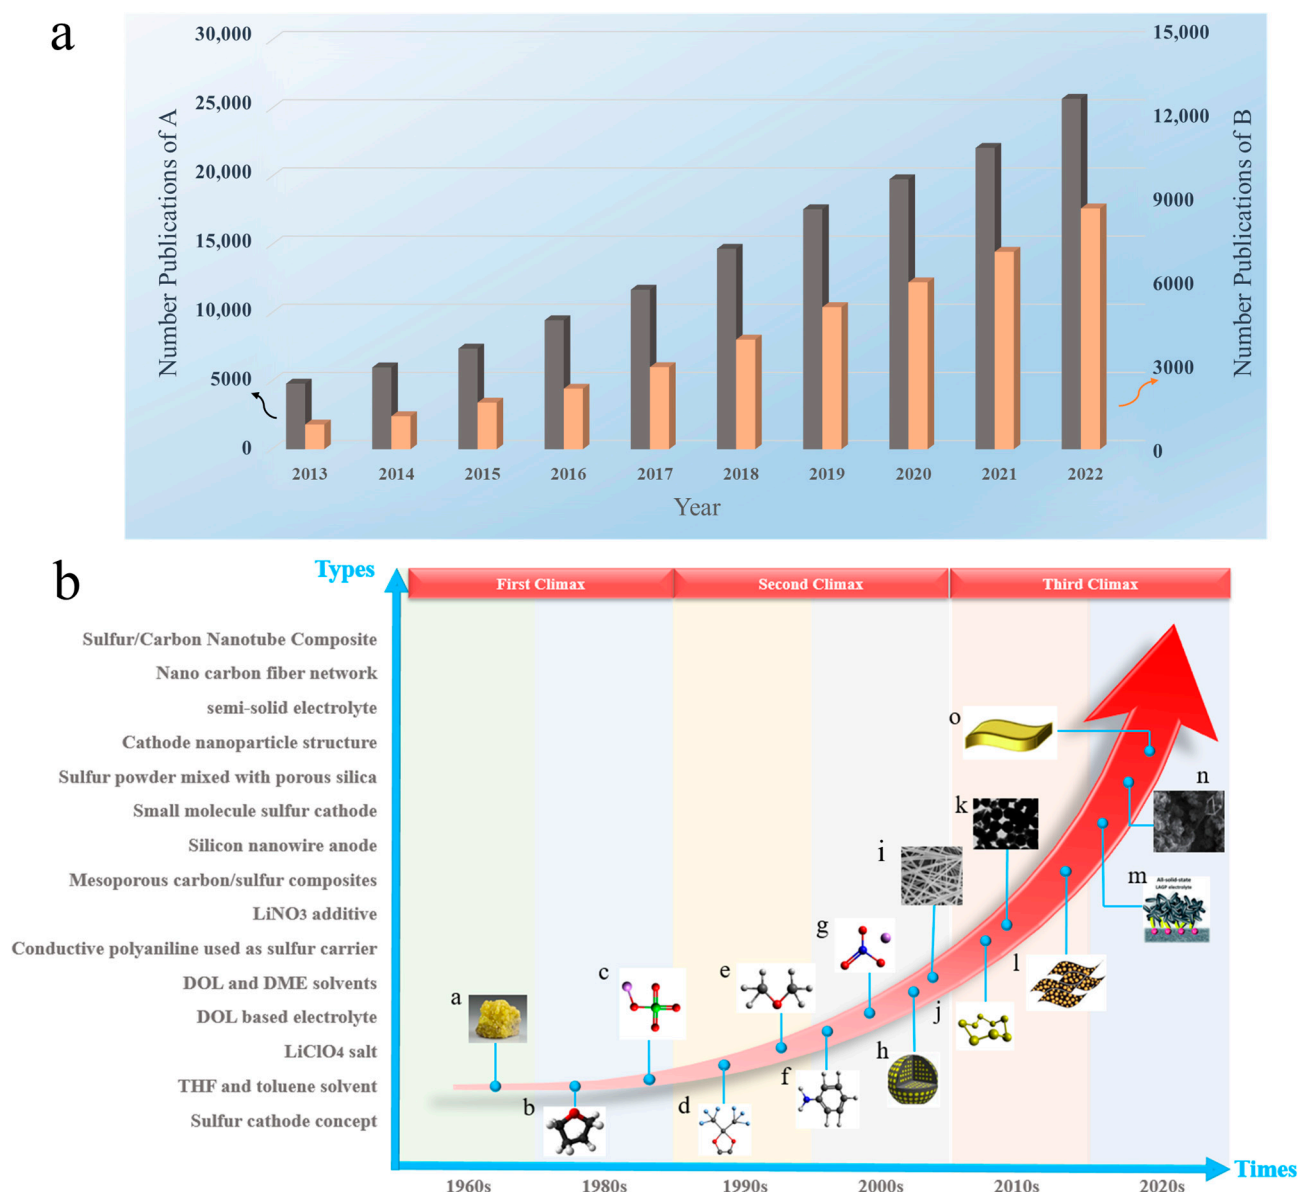 a
30,000
25,000
20,000
15,000
10,000
5000
0
Number Publications of A
15,000
12,000
9000
6000
3000
0
Number Publications of B
2013 2014 2015 2016 2017 2018 2019 2020 2021 2022
Year
b
Types
First Climax Second Climax Third Climax
Sulfur/Carbon Nanotube Composite
Nano carbon fiber network
semi-solid electrolyte
Cathode nanoparticle structure
Sulfur powder mixed with porous silica
Small molecule sulfur cathode
Silicon nanowire anode
Mesoporous carbon/sulfur composites
LiNO3 additive
Conductive polyaniline used as sulfur carrier
DOL and DME solvents
DOL based electrolyte
LiClO4 salt
THF and toluene solvent
Sulfur cathode concept
a
b
c
d
e
f
g
h
i
j
k
l
m
All-solid-state
LAGP electrolyte
n
o
Times
1960s 1980s 1990s 2000s 2010s 2020s